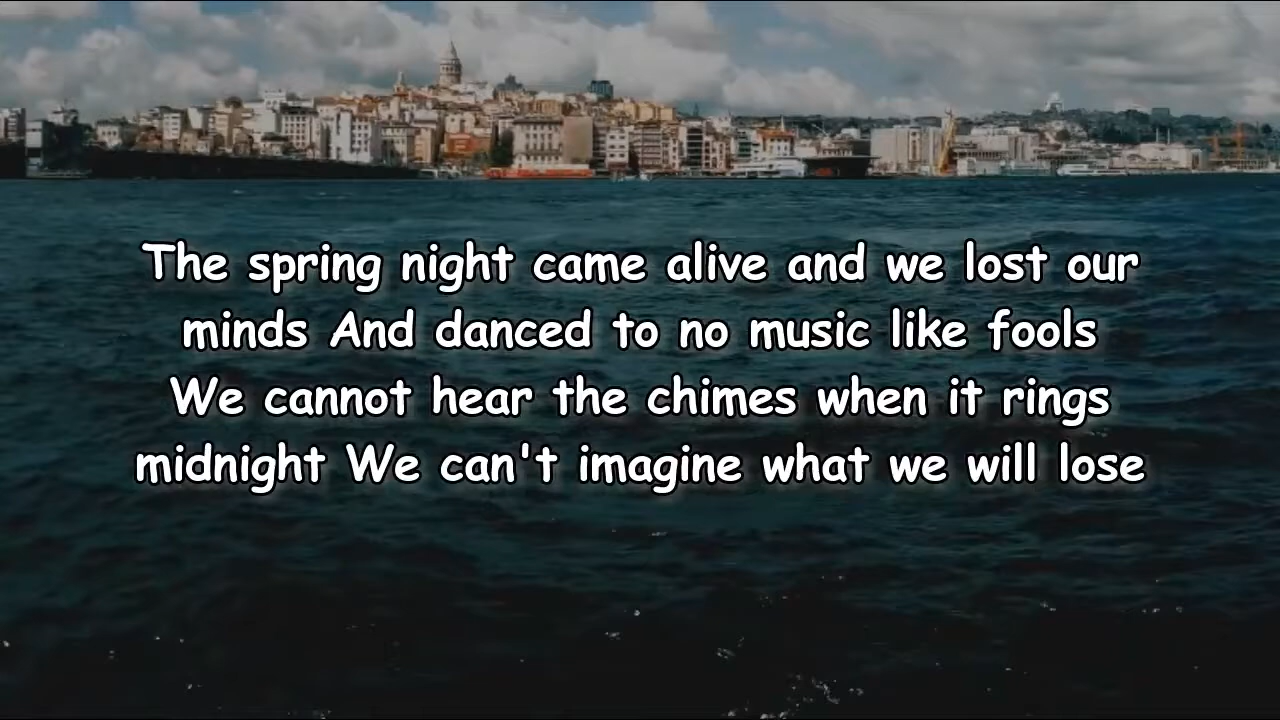 The spring night came alive and we lost our
minds And danced to no music like fools
We cannot hear the chimes when it rings
midnight We can't imagine what we will lose